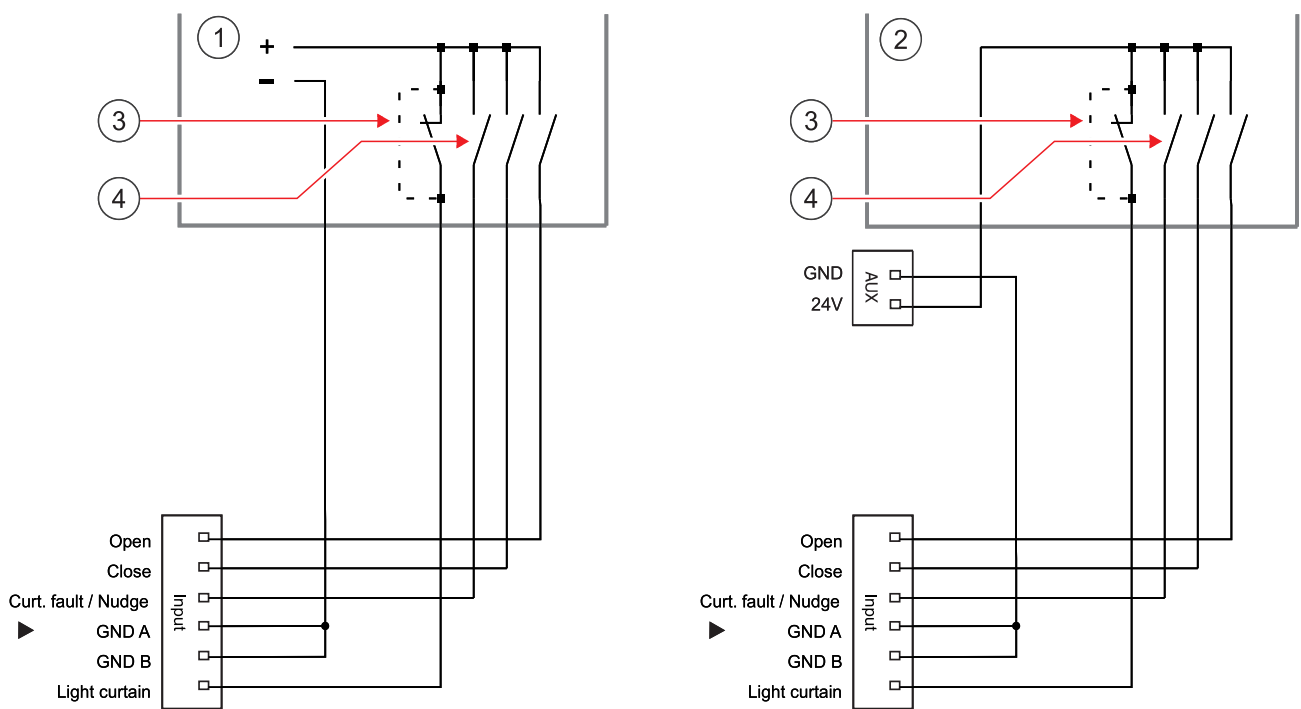 1
+
−
3
4
Open
Close
Curt. fault / Nudge
GND A
GND B
Light curtain
Input
2
3
4
GND
24V
AUX
Open
Close
Curt. fault / Nudge
GND A
GND B
Light curtain
Input